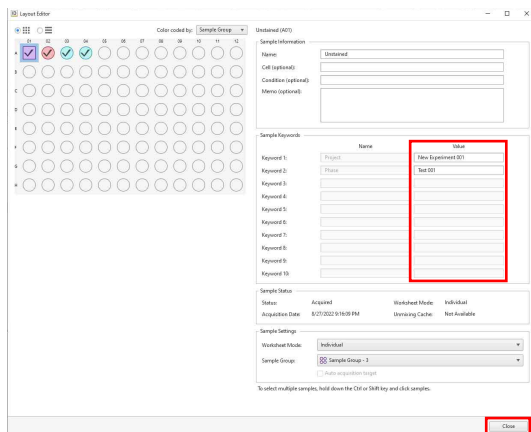 Layout Editor
Color coded by: Sample Group
01 02 03 04 05 06 07 08 09 10 11 12
A
B
C
D
E
F
G
H
Unstained (A01)
Sample Information
Name: Unstained
Cell (optional):
Condition (optional):
Memo (optional):
Sample Keywords
Name Value
Keyword 1: Project New Experiment 001
Keyword 2: Phase Test 001
Keyword 3:
Keyword 4:
Keyword 5:
Keyword 6:
Keyword 7:
Keyword 8:
Keyword 9:
Keyword 10:
Sample Status
Status: Acquired Worksheet Mode: Individual
Acquisition Date: 8/27/2022 9:16:09 PM Unmixing Cache: Not Available
Sample Settings
Worksheet Mode: Individual
Sample Group: Sample Group - 3
Auto acquisition target
To select multiple samples, hold down the Ctrl or Shift key and click samples.
Close